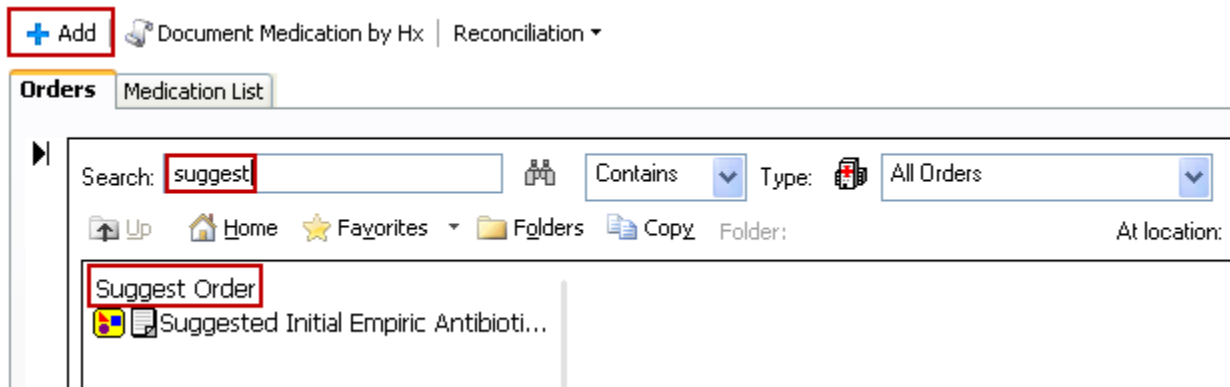 Add Document Medication by Hx Reconciliation
Orders Medication List
Search: suggest Contains Type: All Orders
Up Home Favorites Folders Copy Folder: At location:
Suggest Order
Suggested Initial Empiric Antibioti...